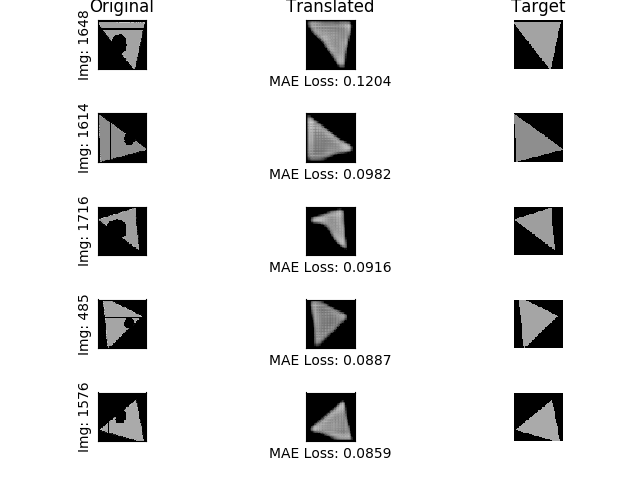 Original Translated Target
Img: 1648
MAE Loss: 0.1204
Img: 1614
MAE Loss: 0.0982
Img: 1716
MAE Loss: 0.0916
Img: 485
MAE Loss: 0.0887
Img: 1576
MAE Loss: 0.0859